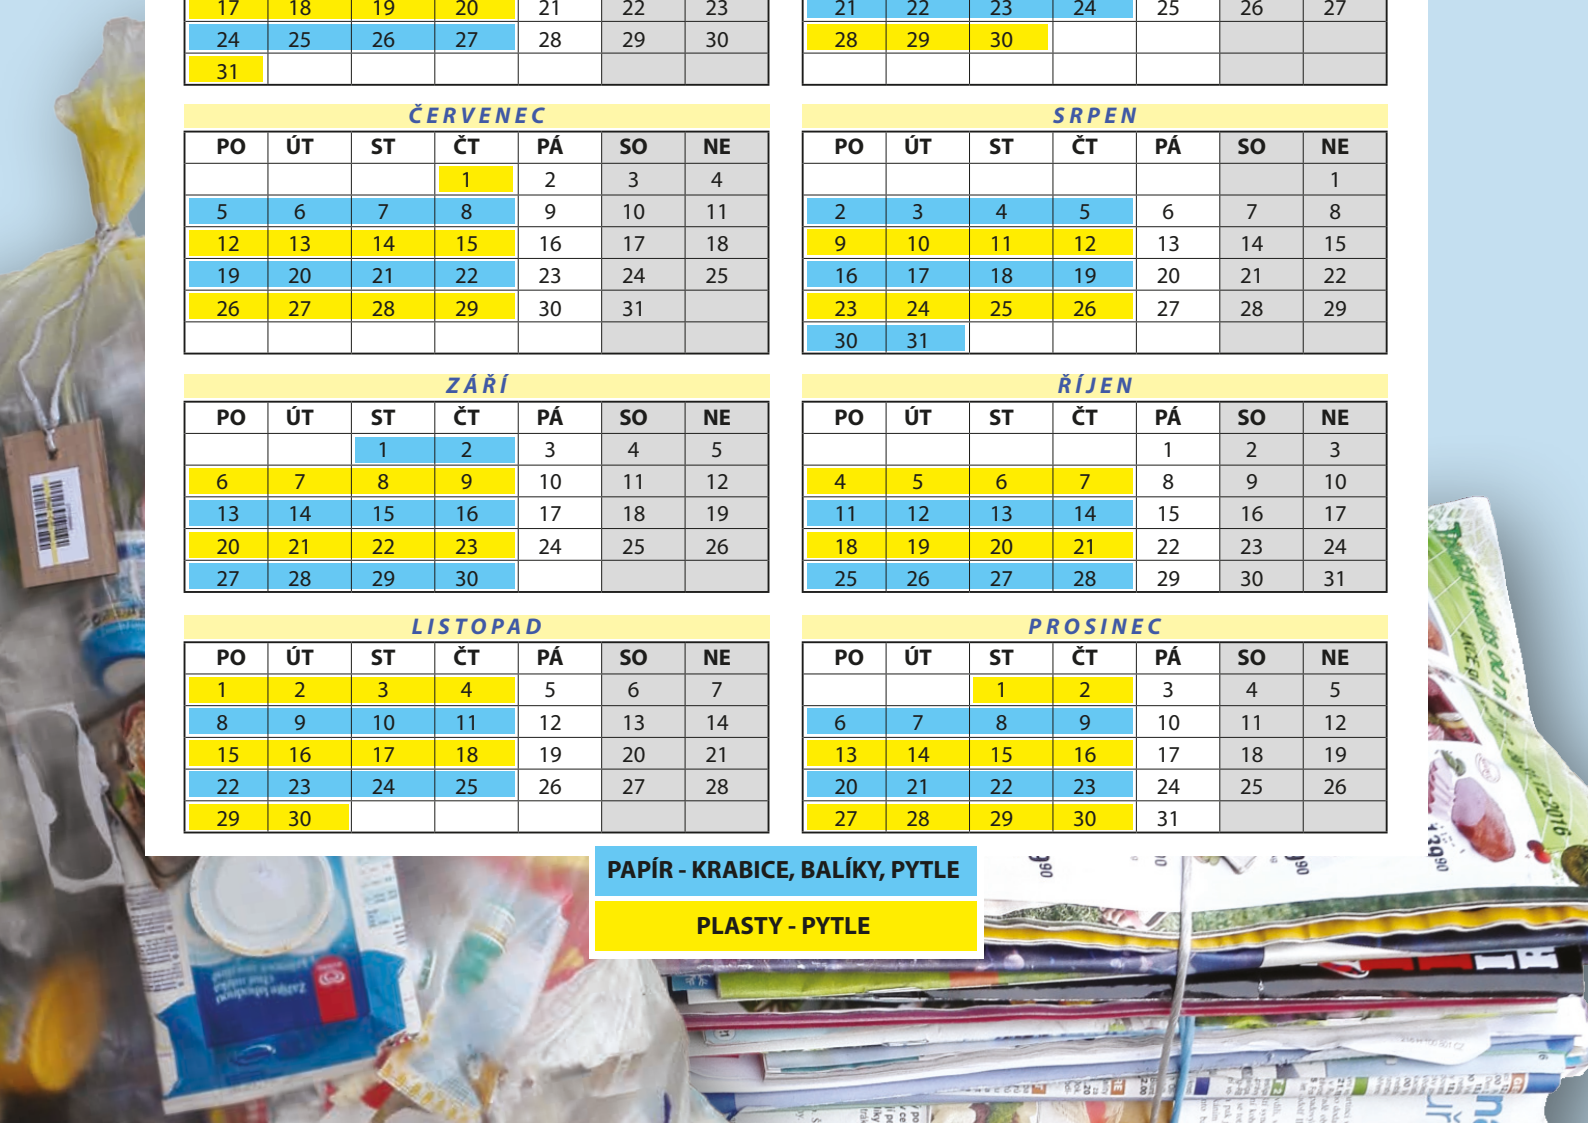 17 18 19 20 21 22 23
24 25 26 27 28 29 30
31
21 22 23 24 25 26 27
28 29 30
ČERVENEC
PO ÚT ST ČT PÁ SO NE
1 2 3 4
5 6 7 8 9 10 11
12 13 14 15 16 17 18
19 20 21 22 23 24 25
26 27 28 29 30 31
SRPEN
PO ÚT ST ČT PÁ SO NE
1
2 3 4 5 6 7 8
9 10 11 12 13 14 15
16 17 18 19 20 21 22
23 24 25 26 27 28 29
30 31
ZÁŘÍ
PO ÚT ST ČT PÁ SO NE
1 2 3 4 5
6 7 8 9 10 11 12
13 14 15 16 17 18 19
20 21 22 23 24 25 26
27 28 29 30
ŘÍJEN
PO ÚT ST ČT PÁ SO NE
1 2 3
4 5 6 7 8 9 10
11 12 13 14 15 16 17
18 19 20 21 22 23 24
25 26 27 28 29 30 31
LISTOPAD
PO ÚT ST ČT PÁ SO NE
1 2 3 4 5 6 7
8 9 10 11 12 13 14
15 16 17 18 19 20 21
22 23 24 25 26 27 28
29 30
PROSINEC
PO ÚT ST ČT PÁ SO NE
1 2 3 4 5
6 7 8 9 10 11 12
13 14 15 16 17 18 19
20 21 22 23 24 25 26
27 28 29 30 31
PAPÍR - KRABICE, BALÍKY, PYTLE
PLASTY - PYTLE